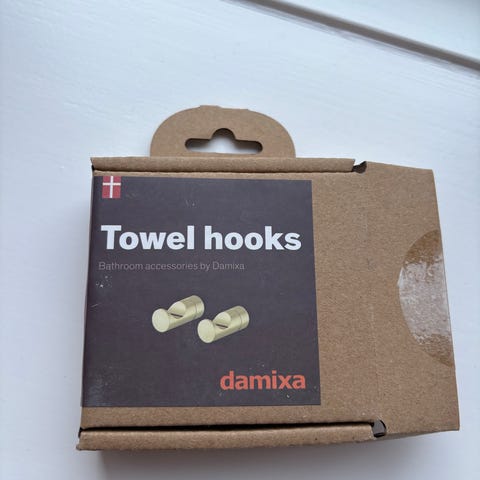 Towel hooks
Bathroom accessories by Damixa
damixa